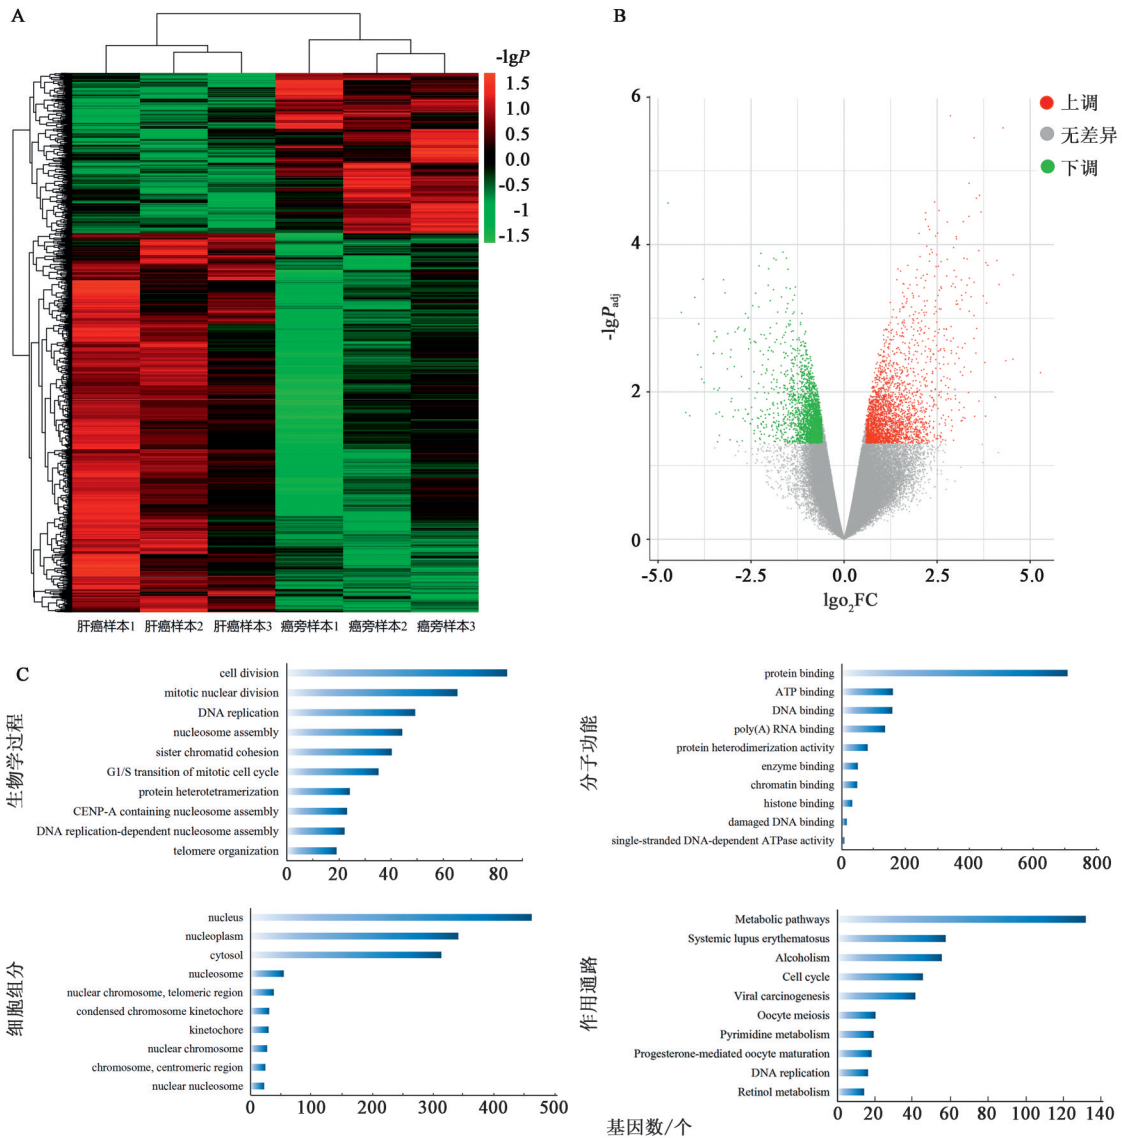 A
-lgP
1.5
1.0
0.5
0.0
-0.5
-1
-1.5
肝癌样本1 肝癌样本2 肝癌样本3 癌旁样本1 癌旁样本2 癌旁样本3
B
上调
无差异
下调
6
4
2
0
-lgPadj
-5.0 -2.5 0.0 2.5 5.0
lgo2FC
C
生物学过程
cell division
mitotic nuclear division
DNA replication
nucleosome assembly
sister chromatid cohesion
G1/S transition of mitotic cell cycle
protein heterotetramerization
CENP-A containing nucleosome assembly
DNA replication-dependent nucleosome assembly
telomere organization
0 20 40 60 80
分子功能
protein binding
ATP binding
DNA binding
poly(A) RNA binding
protein heterodimerization activity
enzyme binding
chromatin binding
histone binding
damaged DNA binding
single-stranded DNA-dependent ATPase activity
0 200 400 600 800
细胞组分
nucleus
nucleoplasm
cytosol
nucleosome
nuclear chromosome, telomeric region
condensed chromosome kinetochore
kinetochore
nuclear chromosome
chromosome, centromeric region
nuclear nucleosome
0 100 200 300 400 500
作用通路
Metabolic pathways
Systemic lupus erythematosus
Alcoholism
Cell cycle
Viral carcinogenesis
Oocyte meiosis
Pyrimidine metabolism
Progesterone-mediated oocyte maturation
DNA replication
Retinol metabolism
0 20 40 60 80 100 120 140
基因数/个